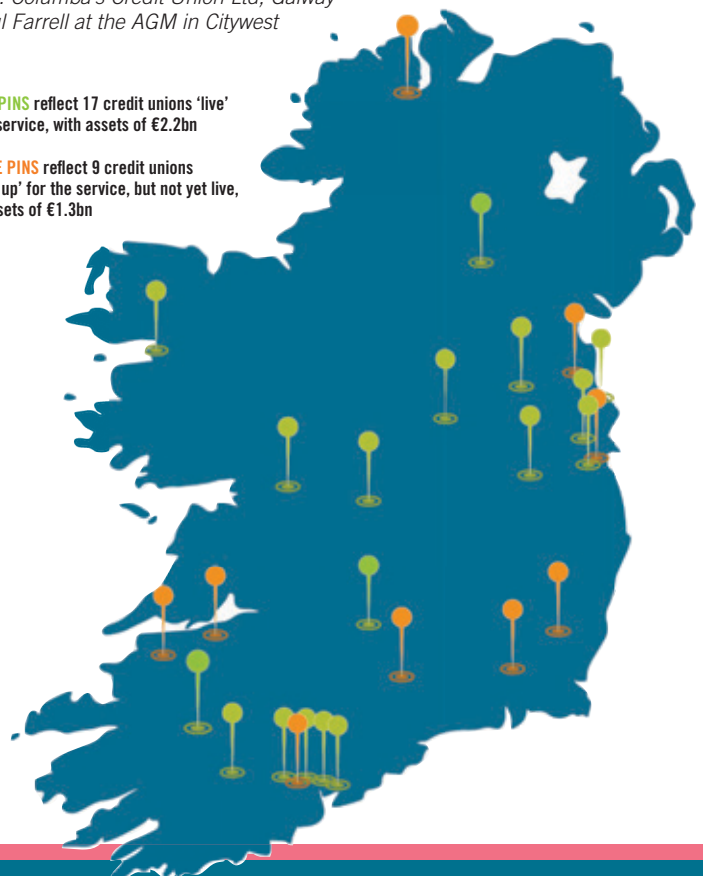 . Columba's Credit Union Ltd, Galway
ul Farrell at the AGM in Citywest
PINS reflect 17 credit unions ‘live’
service, with assets of €2.2bn
E PINS reflect 9 credit unions
up’ for the service, but not yet live,
sets of €1.3bn